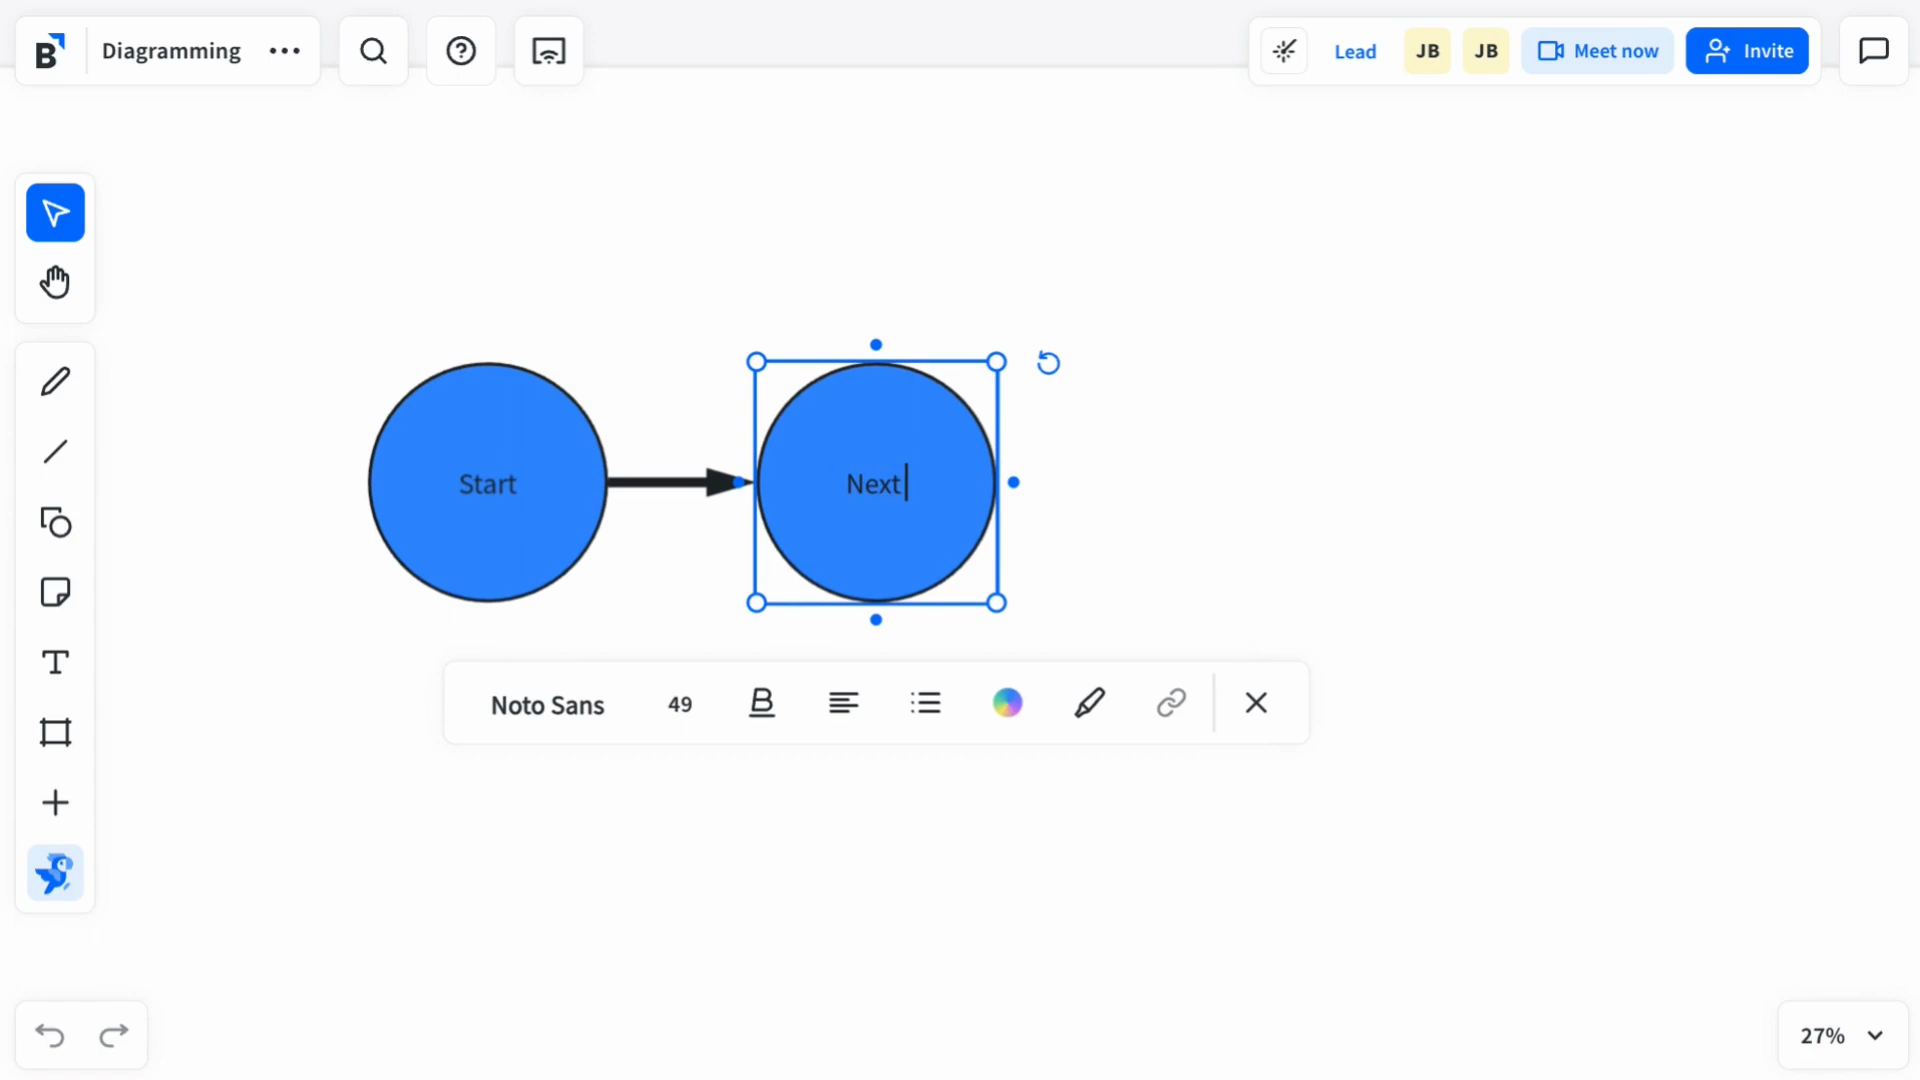 B Diagramming
Lead JB JB Meet now Invite
Start
Next
Noto Sans 49 B
27%